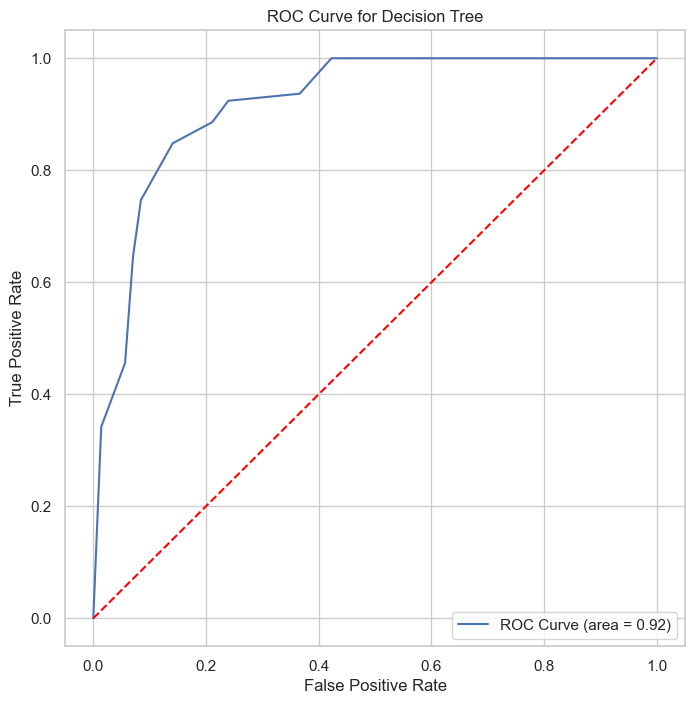 ROC Curve for Decision Tree
1.0
0.8
0.6
0.4
0.2
0.0
True Positive Rate
ROC Curve (area = 0.92)
0.0 0.2 0.4 0.6 0.8 1.0
False Positive Rate